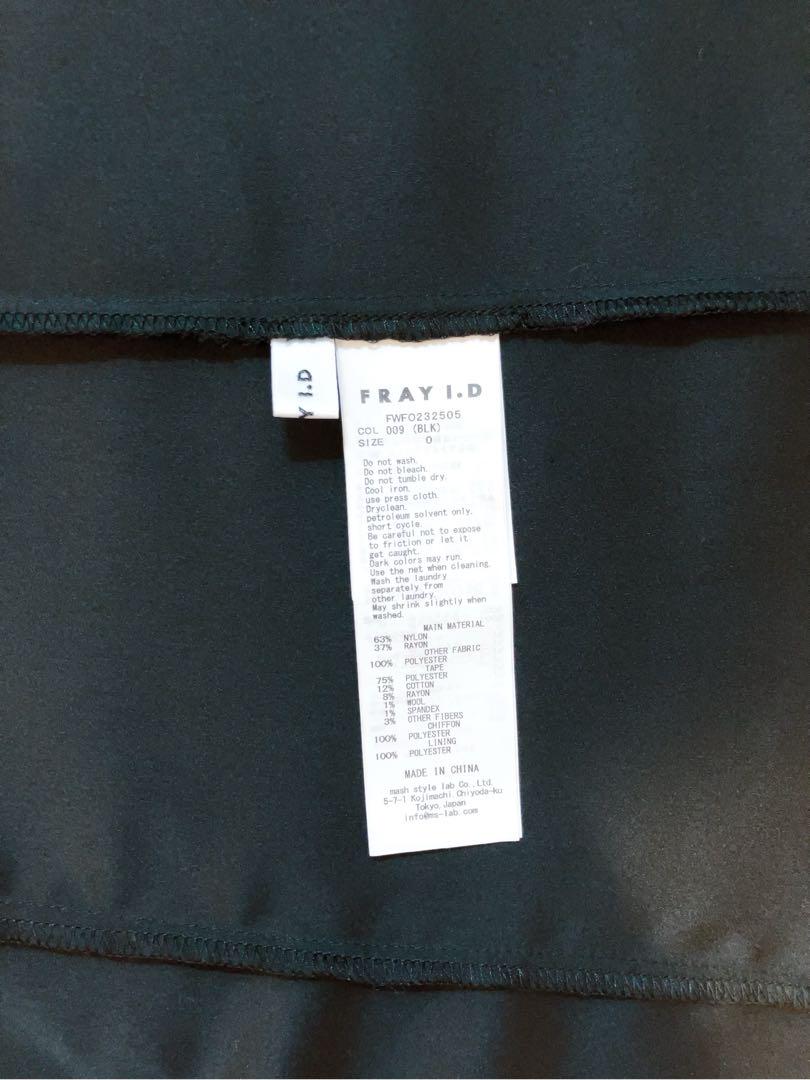 Y I.D
FRAY I.D
FWFO232505
COL 009 (BLK)
SIZE 0
Do not wash.
Do not bleach.
Do not tumble dry.
Cool iron.
use press cloth.
Dryclean.
petroleum solvent only.
short cycle.
Be careful not to expose
to friction or let it
get caught.
Dark colors may run.
Use the net when cleaning.
Wash the laundry
separately from
other laundry.
May shrink slightly when
washed.
MAIN MATERIAL
63% NYLON
37% RAYON
OTHER FABRIC
100% POLYESTER
TAPE
75% POLYESTER
12% COTTON
8% RAYON
1% WOOL
1% SPANDEX
3% OTHER FIBERS
CHIFFON
100% POLYESTER
LINING
100% POLYESTER
MADE IN CHINA
mash style lab Co., Ltd.
5-7-1 Kojimachi Chiyoda-ku
Tokyo, Japan
info@ms-lab.com